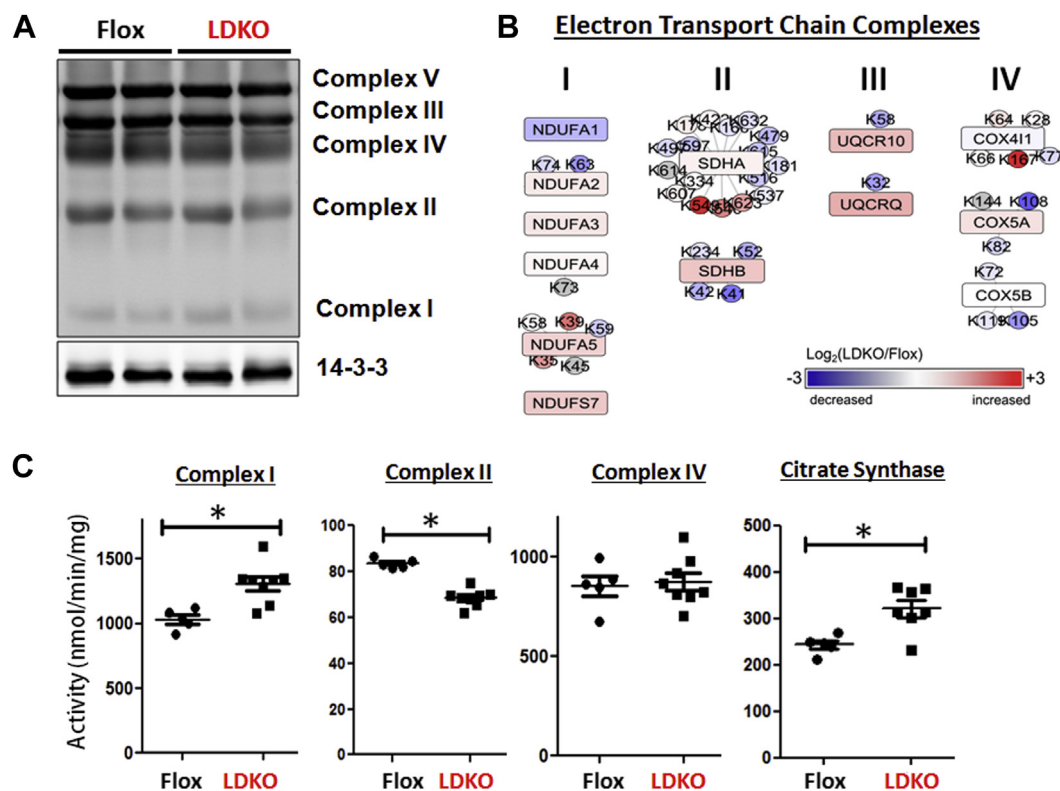 A
Flox LDKO
Complex V
Complex III
Complex IV
Complex II
Complex I
14-3-3
B
Electron Transport Chain Complexes
I II III IV
NDUFA1
K74 K63
NDUFA2
NDUFA3
NDUFA4
K73
K58 K39 K59
NDUFA5
K35 K45
NDUFS7
K422 K632
K479
K497 K597
SDHA
K181
K614
K334 K516
K607 K537
K549 K623
K234 K52
SDHB
K42 K41
K58
UQCR10
K32
UQCRQ
K64 K28
COX4I1
K66 K167 K77
K144 K108
COX5A
K82
K72
COX5B
K119 K105
Log2(LDKO/Flox)
-3 +3
decreased increased
C
Complex I
Complex II
Complex IV
Citrate Synthase
Activity (nmol/min/mg)
1500
1000
500
0
*
Flox LDKO
100
80
60
40
20
0
*
Flox LDKO
1000
500
0
Flox LDKO
500
400
300
200
100
0
*
Flox LDKO